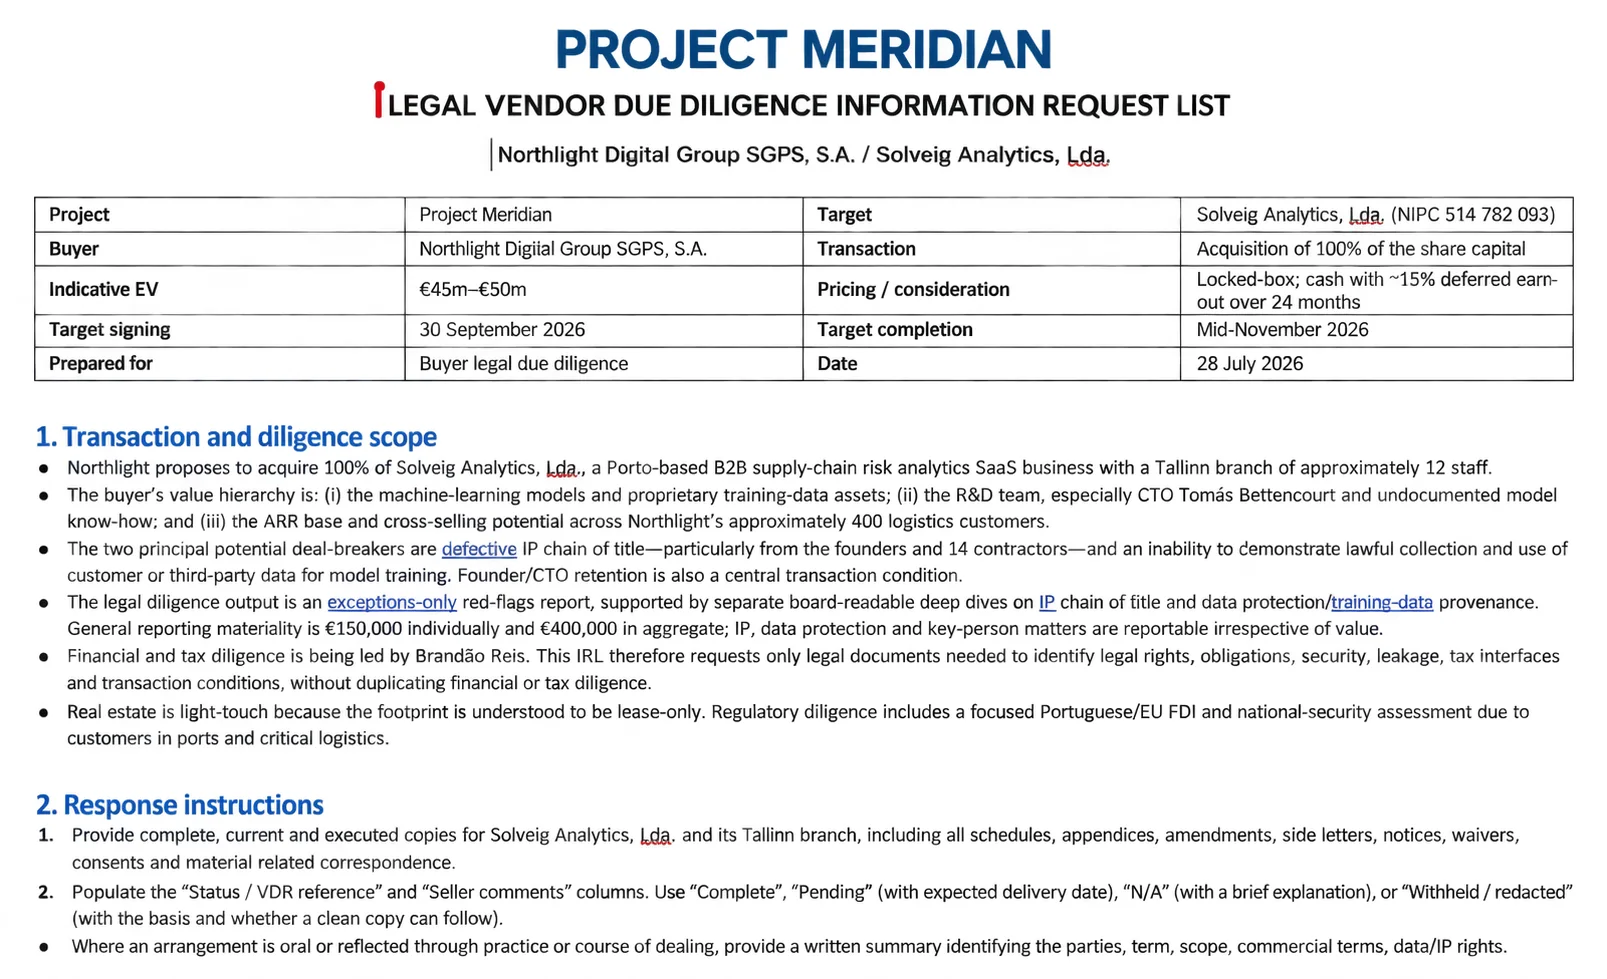 PROJECT MERIDIAN
LEGAL VENDOR DUE DILIGENCE INFORMATION REQUEST LIST
Northlight Digital Group SGPS, S.A. / Solveig Analytics, Lda.
Project Project Meridian Target Solveig Analytics, Lda. (NIPC 514 782 093)
Buyer Northlight Digiial Group SGPS, S.A. Transaction Acquisition of 100% of the share capital
Indicative EV €45m–€50m Pricing / consideration Locked-box; cash with ~15% deferred earn-
out over 24 months
Target signing 30 September 2026 Target completion Mid-November 2026
Prepared for Buyer legal due diligence Date 28 July 2026
1. Transaction and diligence scope
● Northlight proposes to acquire 100% of Solveig Analytics, Lda., a Porto-based B2B supply-chain risk analytics SaaS business with a Tallinn branch of approximately 12 staff.
● The buyer’s value hierarchy is: (i) the machine-learning models and proprietary training-data assets; (ii) the R&D team, especially CTO Tomás Bettencourt and undocumented model
know-how; and (iii) the ARR base and cross-selling potential across Northlight’s approximately 400 logistics customers.
● The two principal potential deal-breakers are defective IP chain of title—particularly from the founders and 14 contractors—and an inability to demonstrate lawful collection and use of
customer or third-party data for model training. Founder/CTO retention is also a central transaction condition.
● The legal diligence output is an exceptions-only red-flags report, supported by separate board-readable deep dives on IP chain of title and data protection/training-data provenance.
General reporting materiality is €150,000 individually and €400,000 in aggregate; IP, data protection and key-person matters are reportable irrespective of value.
● Financial and tax diligence is being led by Brandão Reis. This IRL therefore requests only legal documents needed to identify legal rights, obligations, security, leakage, tax interfaces
and transaction conditions, without duplicating financial or tax diligence.
● Real estate is light-touch because the footprint is understood to be lease-only. Regulatory diligence includes a focused Portuguese/EU FDI and national-security assessment due to
customers in ports and critical logistics.
2. Response instructions
1. Provide complete, current and executed copies for Solveig Analytics, Lda. and its Tallinn branch, including all schedules, appendices, amendments, side letters, notices, waivers,
consents and material related correspondence.
2. Populate the “Status / VDR reference” and “Seller comments” columns. Use “Complete”, “Pending” (with expected delivery date), “N/A” (with a brief explanation), or “Withheld / redacted”
(with the basis and whether a clean copy can follow).
● Where an arrangement is oral or reflected through practice or course of dealing, provide a written summary identifying the parties, term, scope, commercial terms, data/IP rights.